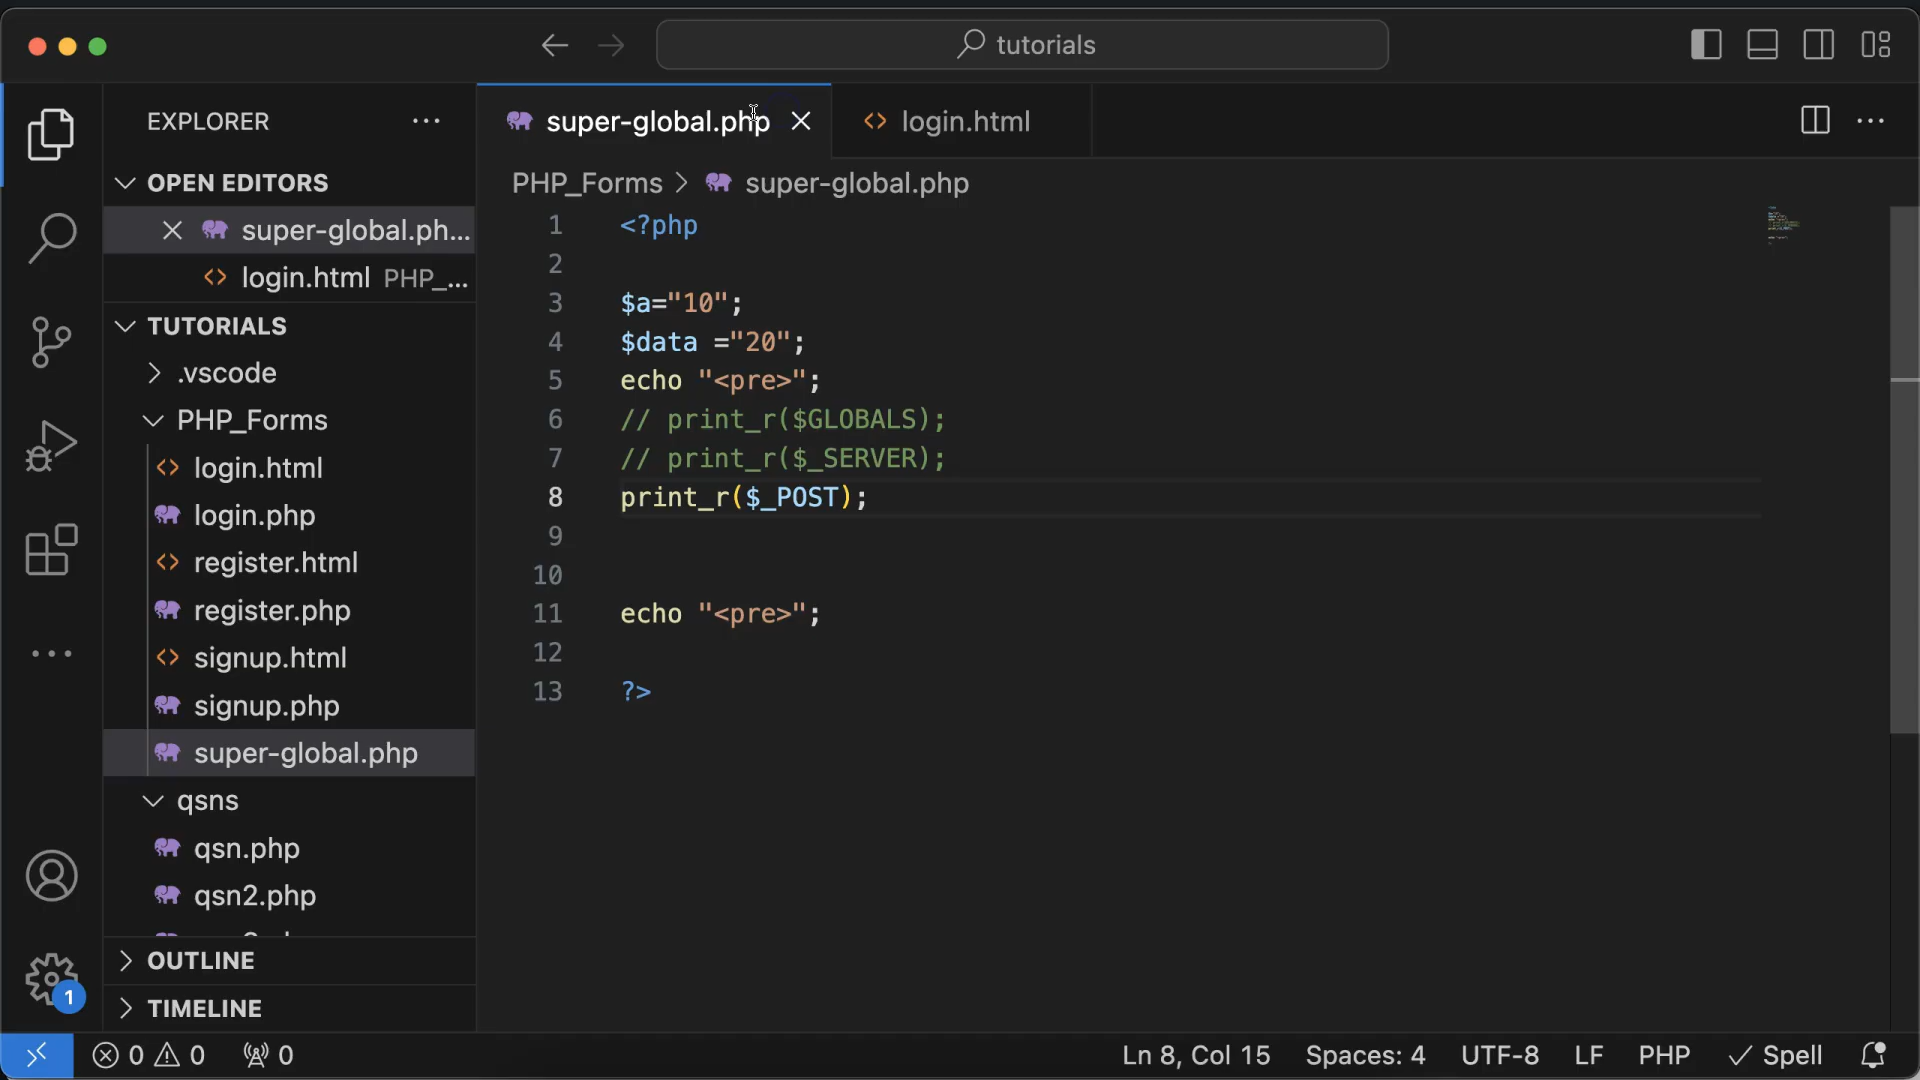 tutorials
EXPLORER
super-global.php
login.html
OPEN EDITORS
super-global.ph...
login.html PHP_...
TUTORIALS
.vscode
PHP_Forms
login.html
login.php
register.html
register.php
signup.html
signup.php
super-global.php
qsns
qsn.php
qsn2.php
OUTLINE
TIMELINE
1
PHP_Forms > super-global.php
1 <?php
2
3 $a="10";
4 $data ="20";
5 echo "<pre>";
6 // print_r($GLOBALS);
7 // print_r($_SERVER);
8 print_r($_POST);
9
10
11 echo "<pre>";
12
13 ?>
0 0 0 Ln 8, Col 15 Spaces: 4 UTF-8 LF PHP Spell